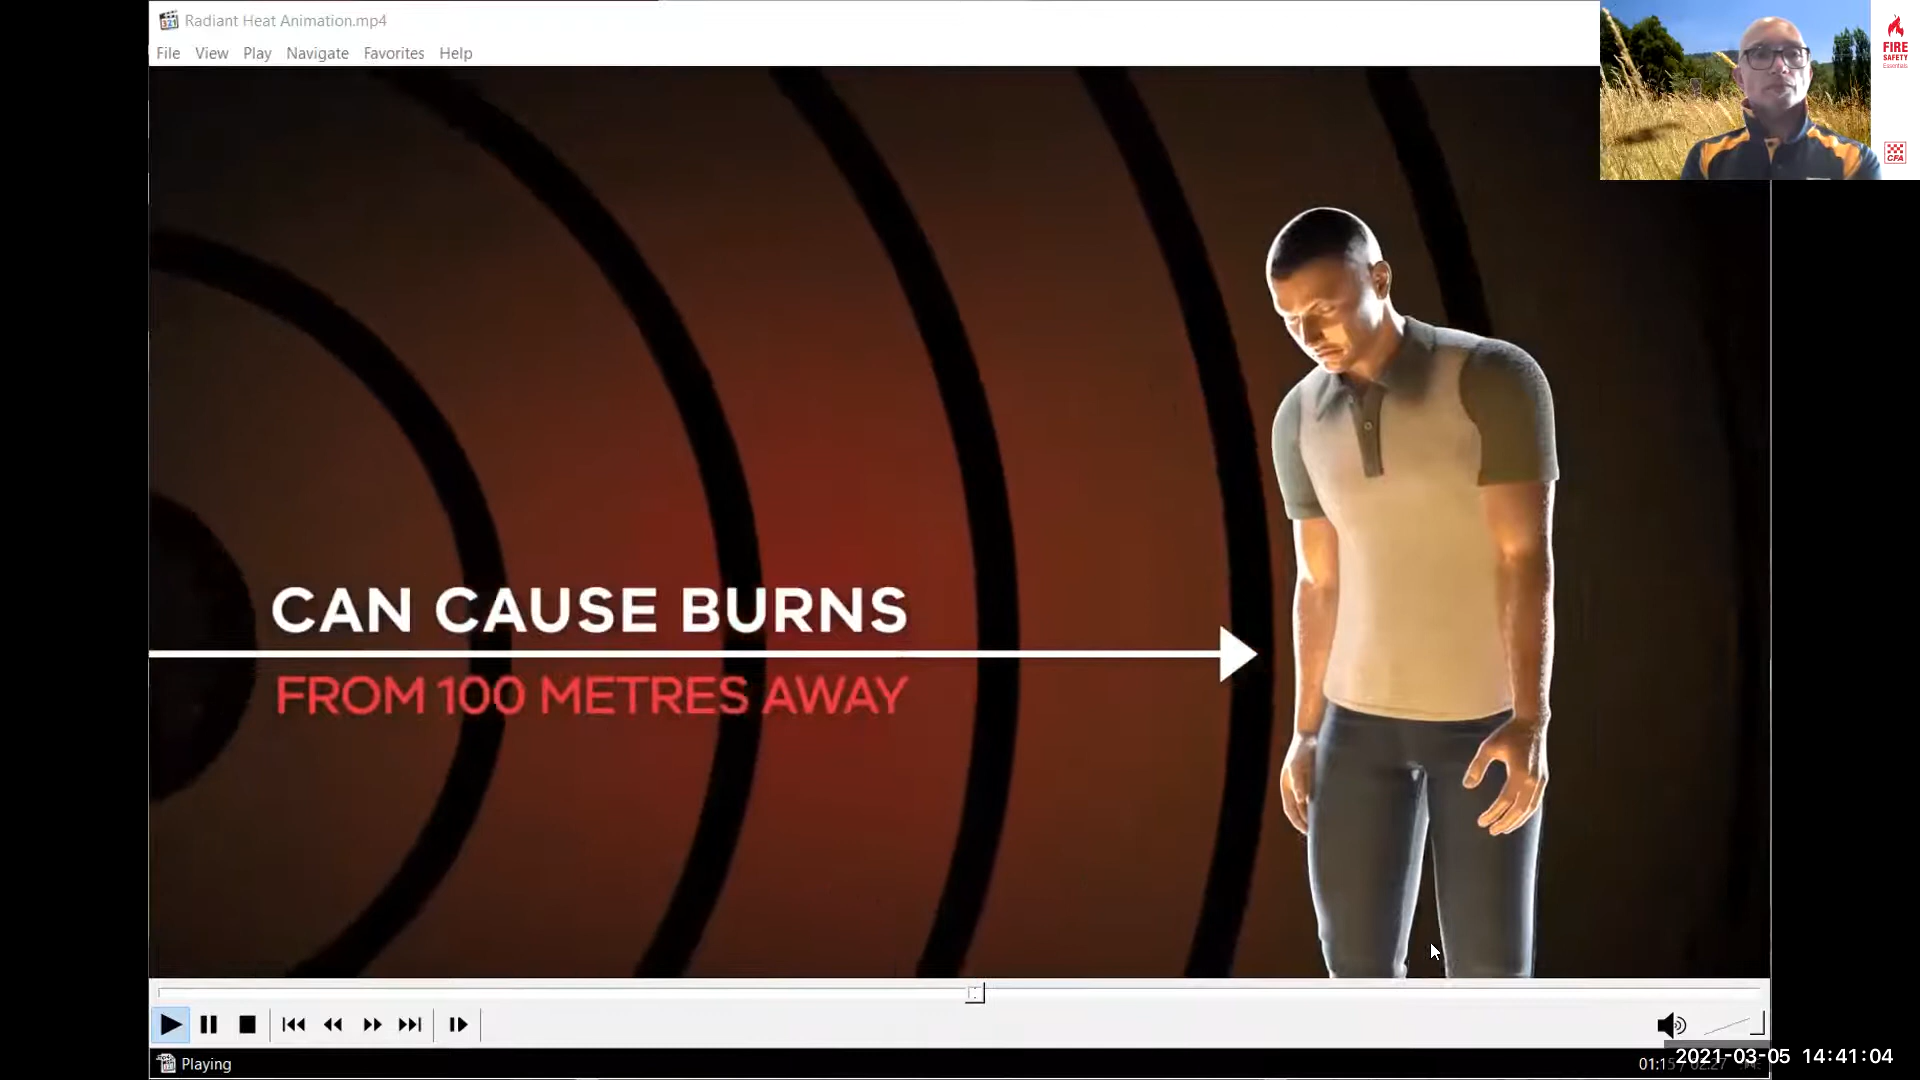 Radiant Heat Animation.mp4
File View Play Navigate Favorites Help
FIRE
SAFETY
Essentials
CFA
CAN CAUSE BURNS
FROM 100 METRES AWAY
Playing
2021-03-05 14:41:04